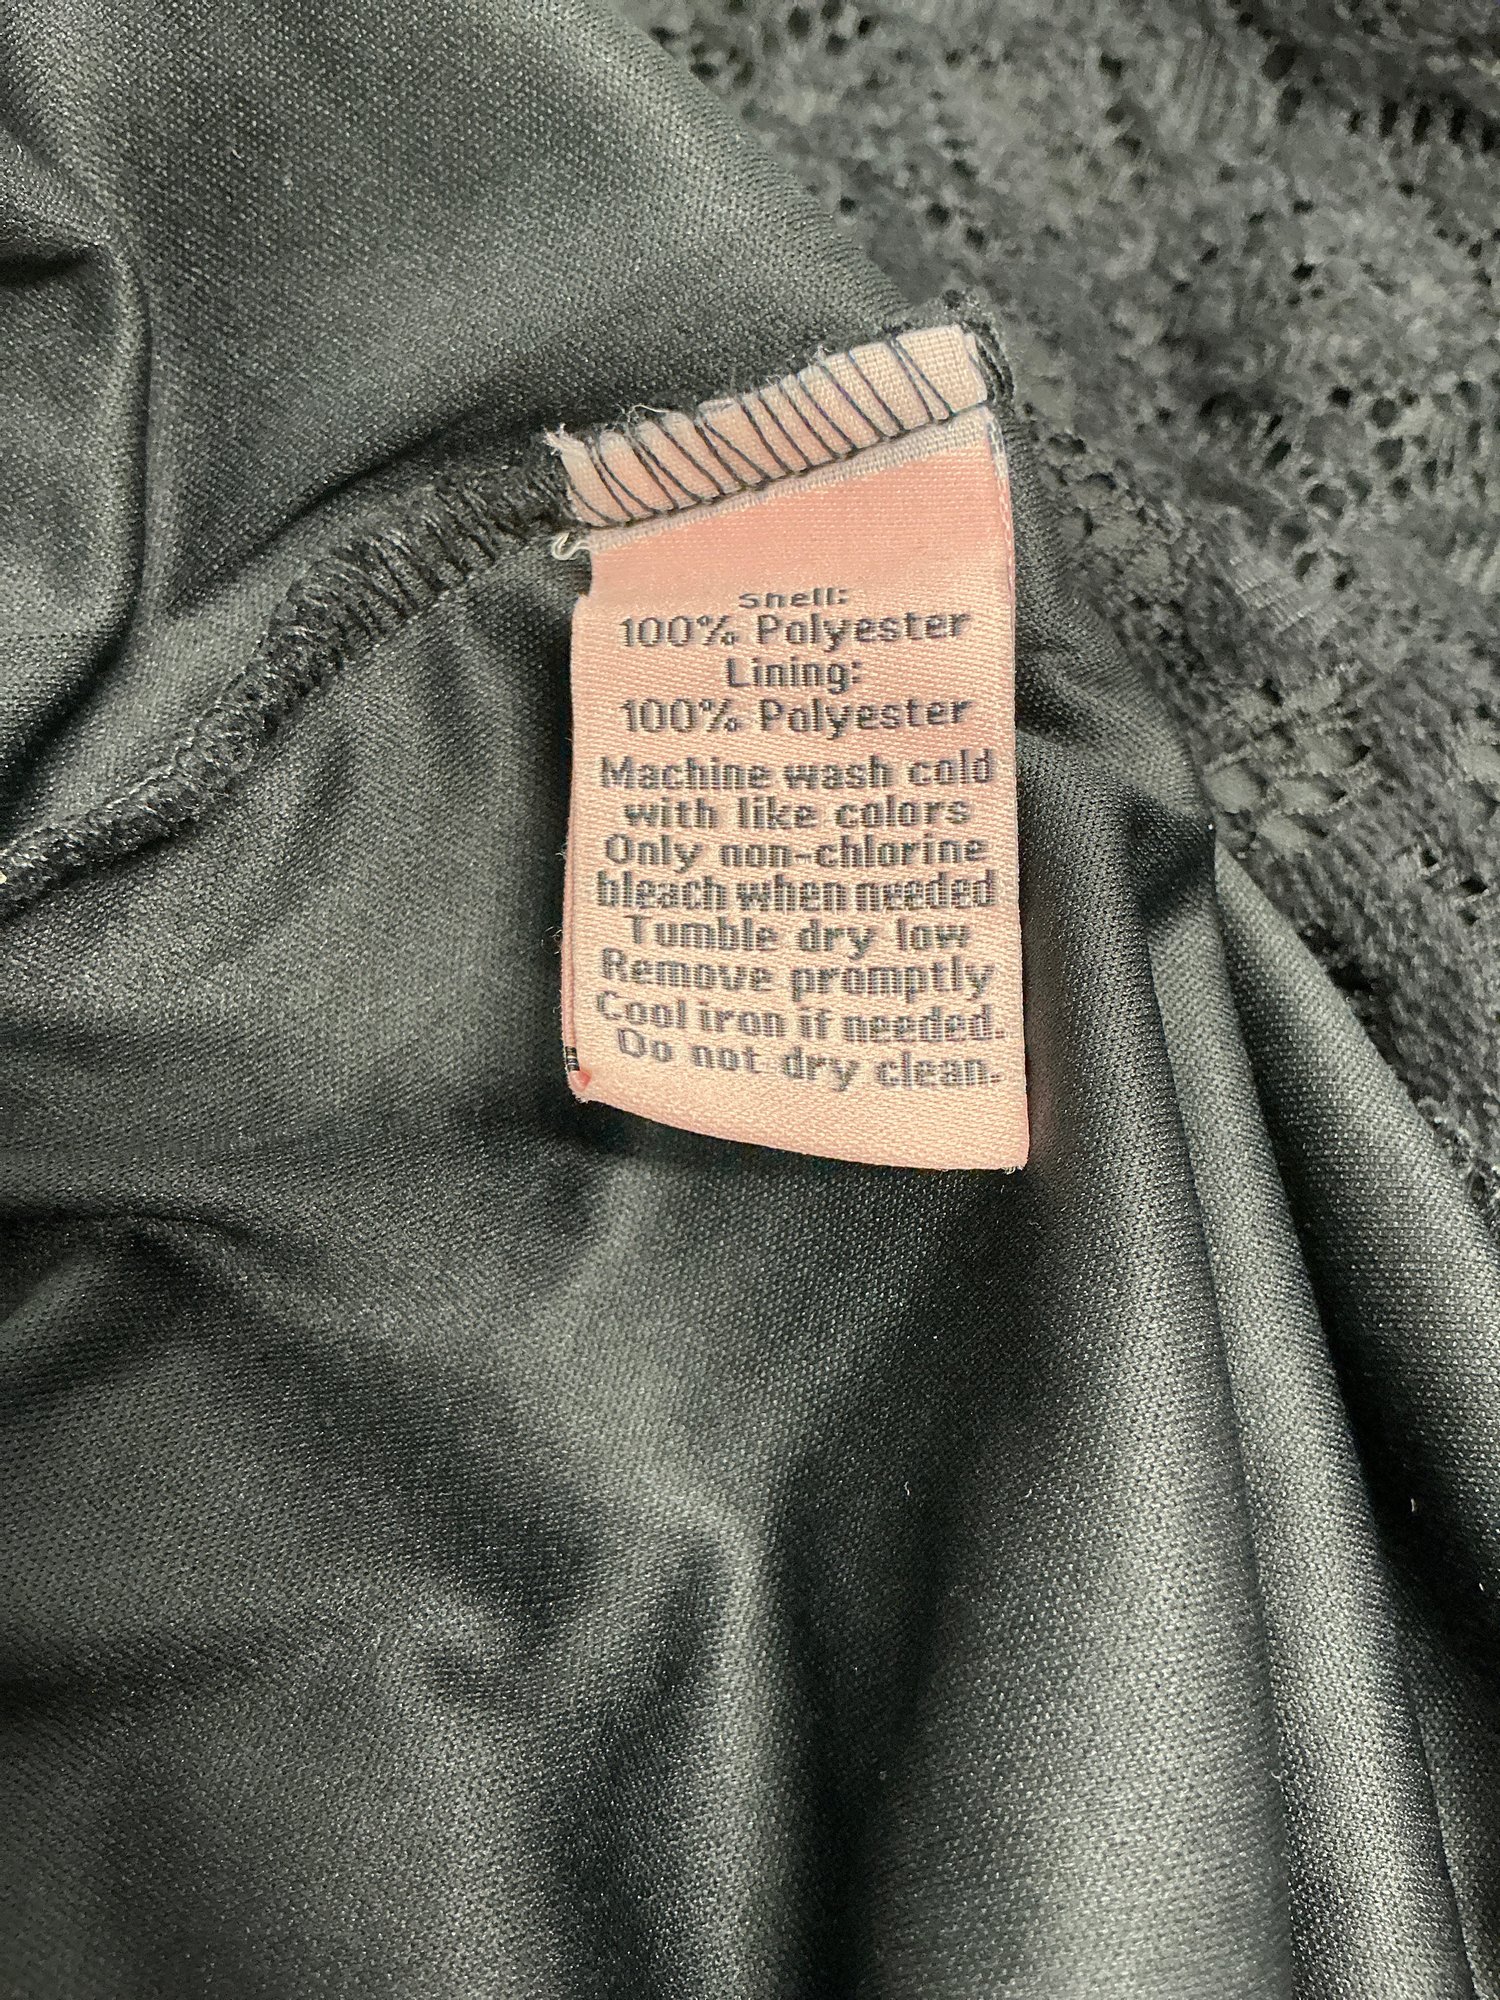 Shell:
100% Polyester
Lining:
100% Polyester
Machine wash cold
with like colors
Only non-chlorine
bleach when needed
Tumble dry low
Remove promptly
Cool iron if needed.
Do not dry clean.